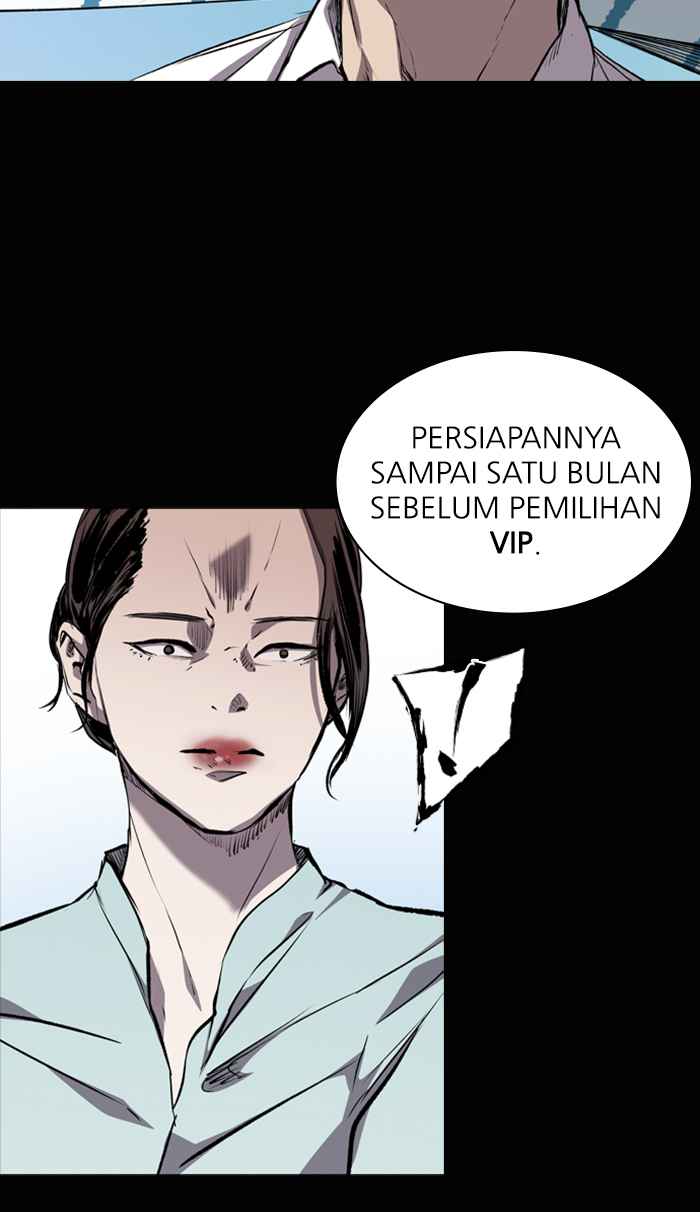 PERSIAPANNYA
SAMPAI SATU BULAN
SEBELUM PEMILIHAN
VIP.
!